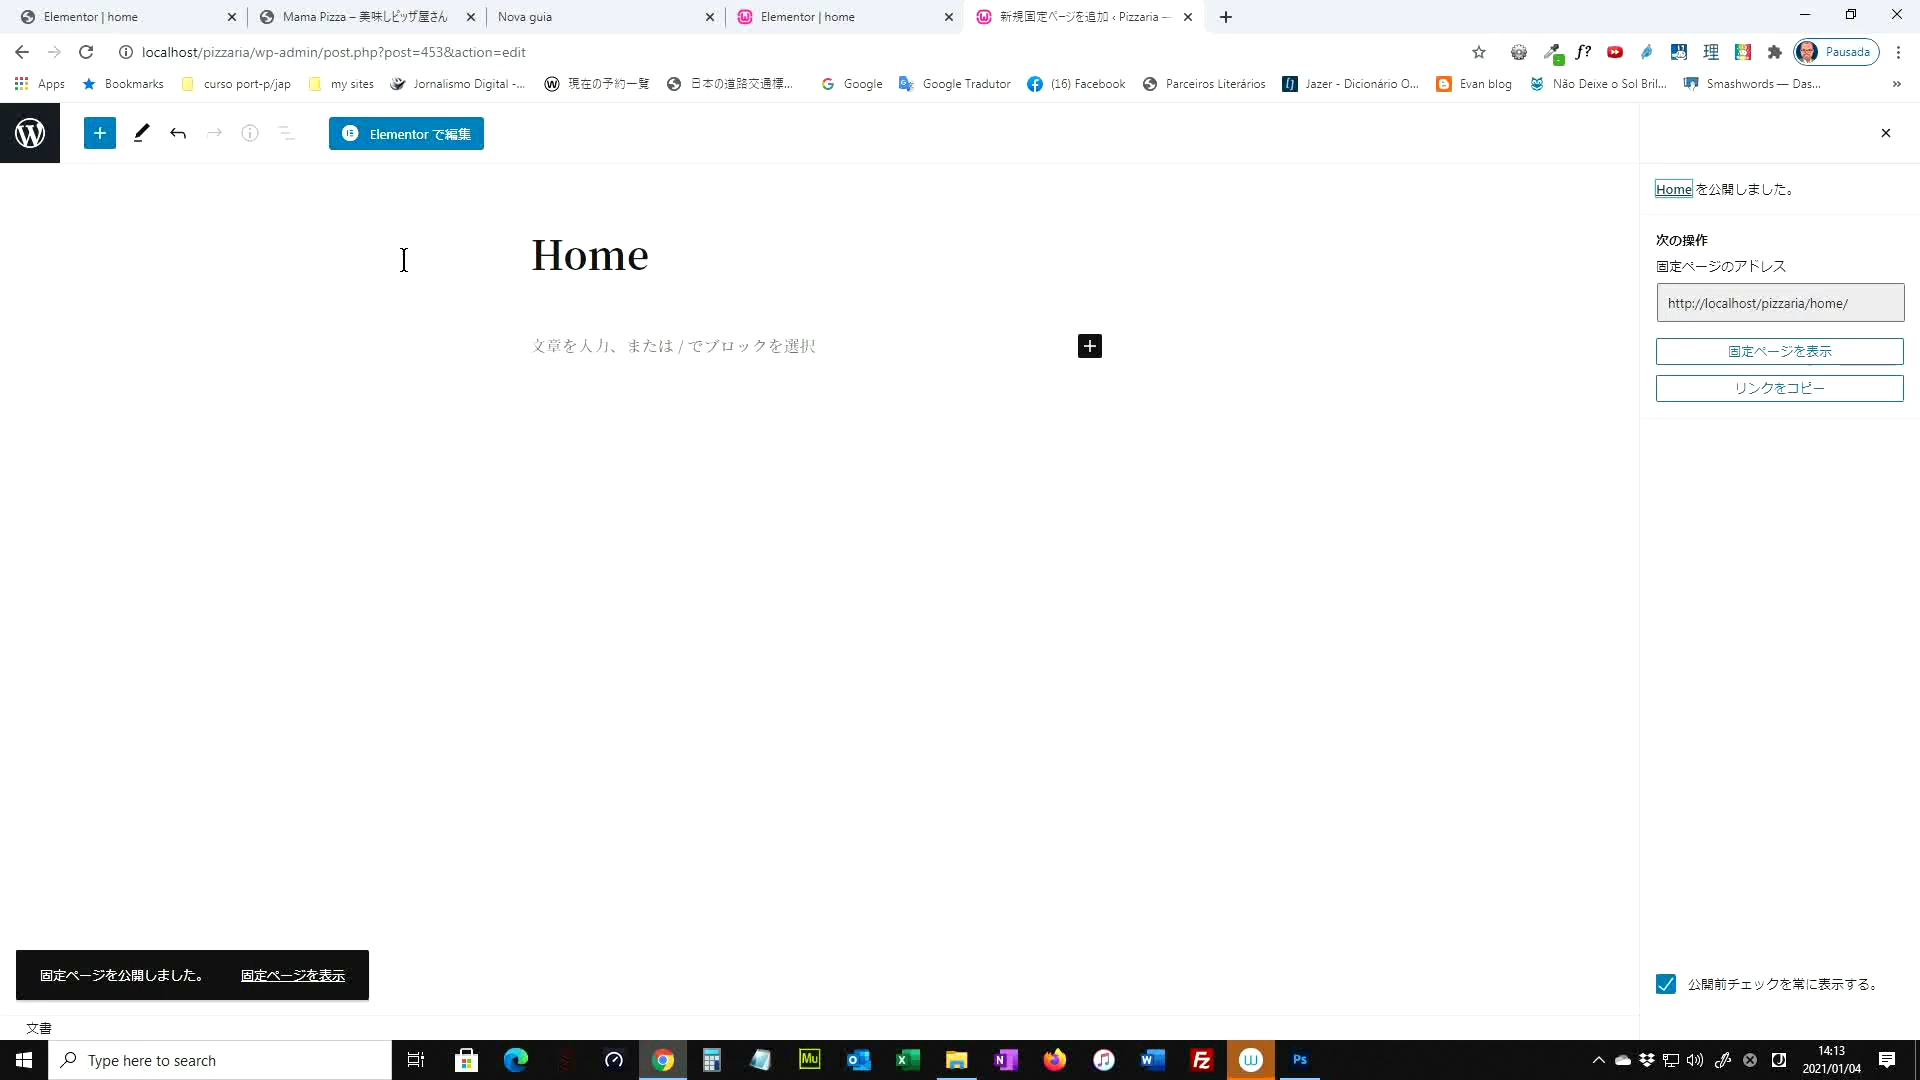 Elementor | home
Mama Pizza – 美味しピッザ屋さん
Nova guia
Elementor | home
新規固定ページを追加 ‹ Pizzaria —
localhost/pizzaria/wp-admin/post.php?post=453&action=edit
Pausada
Apps
Bookmarks
curso port-p/jap
my sites
Jornalismo Digital -...
現在の予約一覧
日本の道路交通標...
Google
Google Tradutor
(16) Facebook
Parceiros Literários
Jazer - Dicionário O...
Evan blog
Não Deixe o Sol Bril...
Smashwords — Das...
»
Elementor で編集
Home を公開しました。
Home
次の操作
固定ページのアドレス
http://localhost/pizzaria/home/
文章を入力、または / でブロックを選択
固定ページを表示
リンクをコピー
固定ページを公開しました。 固定ページを表示
公開前チェックを常に表示する。
文書
Type here to search
14:13
2021/01/04